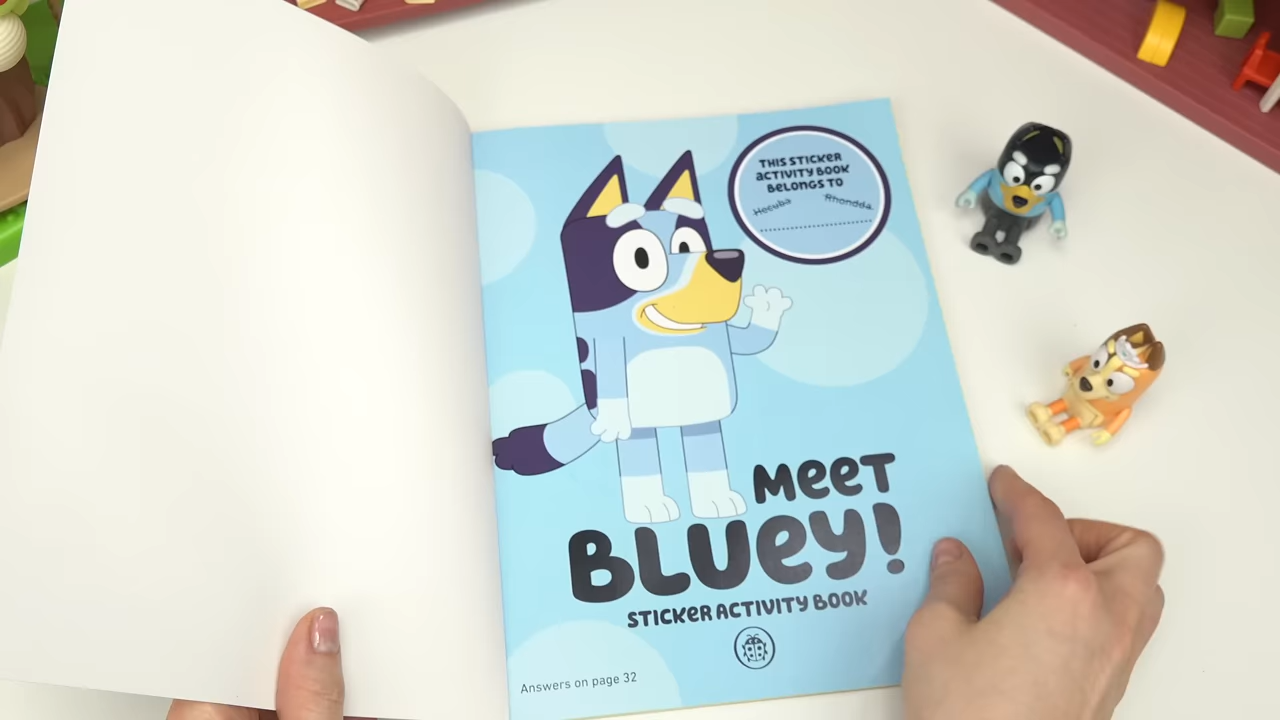 THIS STICKER
ACTIVITY BOOK
BELONGS TO
Hecuba Rhondda
MEET
BLUEY!
STICKER ACTIVITY BOOK
Answers on page 32